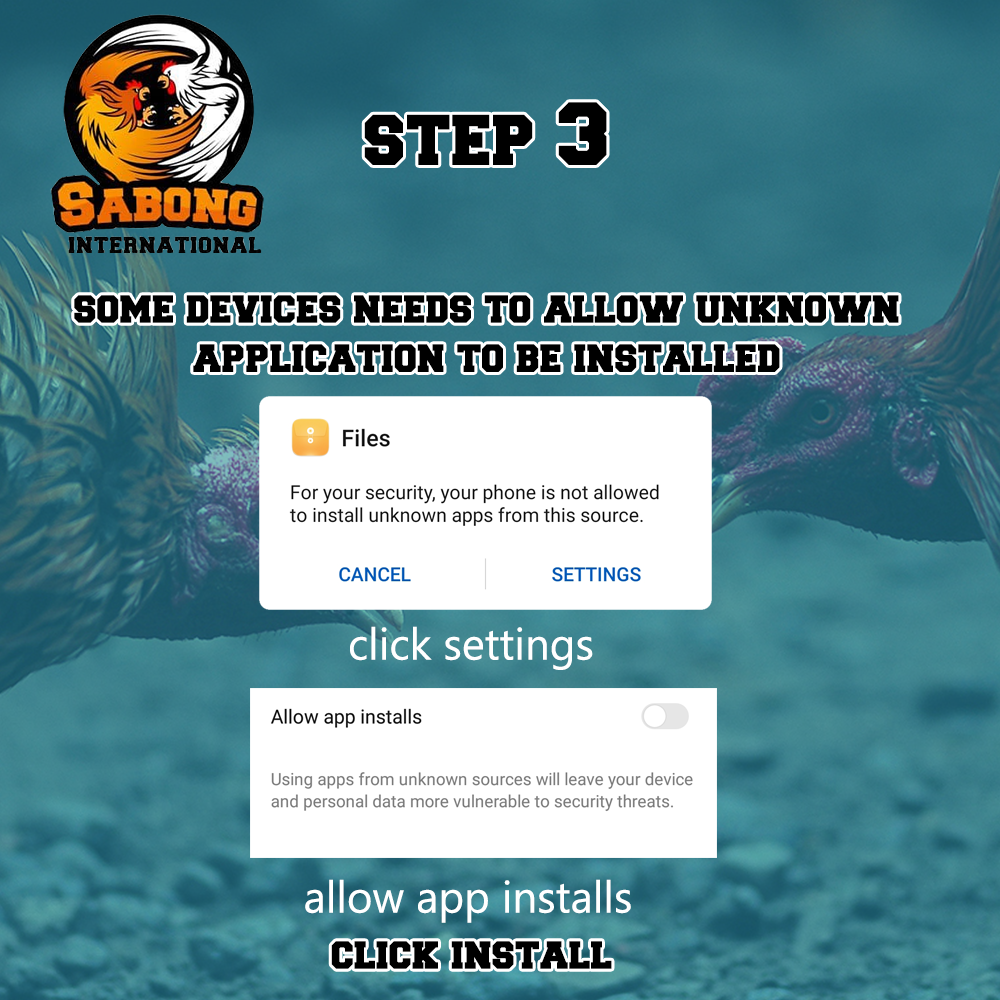 SABONG
INTERNATIONAL
STEP 3
SOME DEVICES NEEDS TO ALLOW UNKNOWN
APPLICATION TO BE INSTALLED
Files
For your security, your phone is not allowed
to install unknown apps from this source.
CANCEL SETTINGS
click settings
Allow app installs
Using apps from unknown sources will leave your device
and personal data more vulnerable to security threats.
allow app installs
CLICK INSTALL